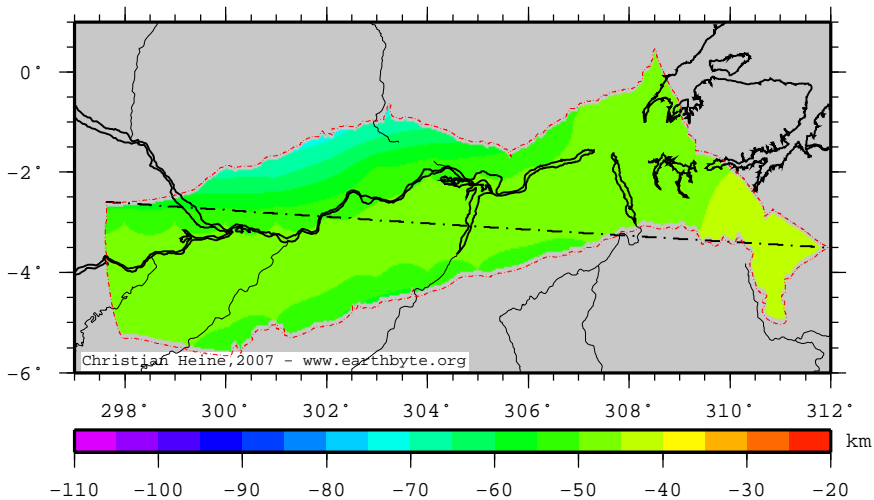 0°
−2°
−4°
−6°
Christian Heine,2007 − www.earthbyte.org
298° 300° 302° 304° 306° 308° 310° 312°
km
−110 −100 −90 −80 −70 −60 −50 −40 −30 −20